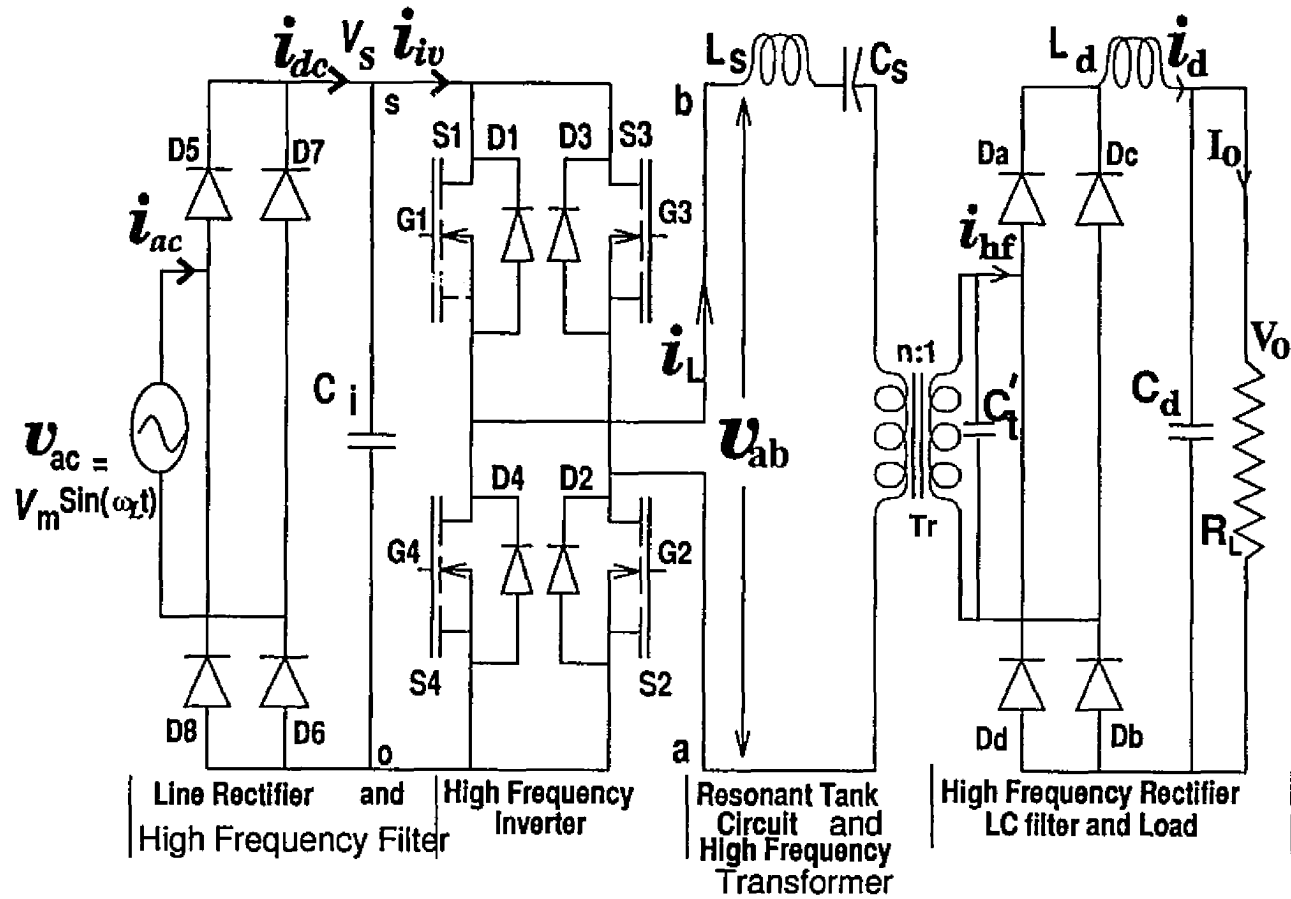 i_dc V_s i_iv
s
D5 D7
i_ac
v_ac =
V_m Sin(ω_L t)
C_i
D8 D6
o
S1 D1 D3 S3
G1 G3
D4 D2
G4 G2
S4 S2
L_s C_s
b
i_L
v_ab
a
n:1
Tr
C_t'
i_hf
L_d i_d
Da Dc
I_o
V_o
C_d
R_L
Dd Db
Line Rectifier and
High Frequency Filter
High Frequency
Inverter
Resonant Tank
Circuit and
High Frequency
Transformer
High Frequency Rectifier
LC filter and Load